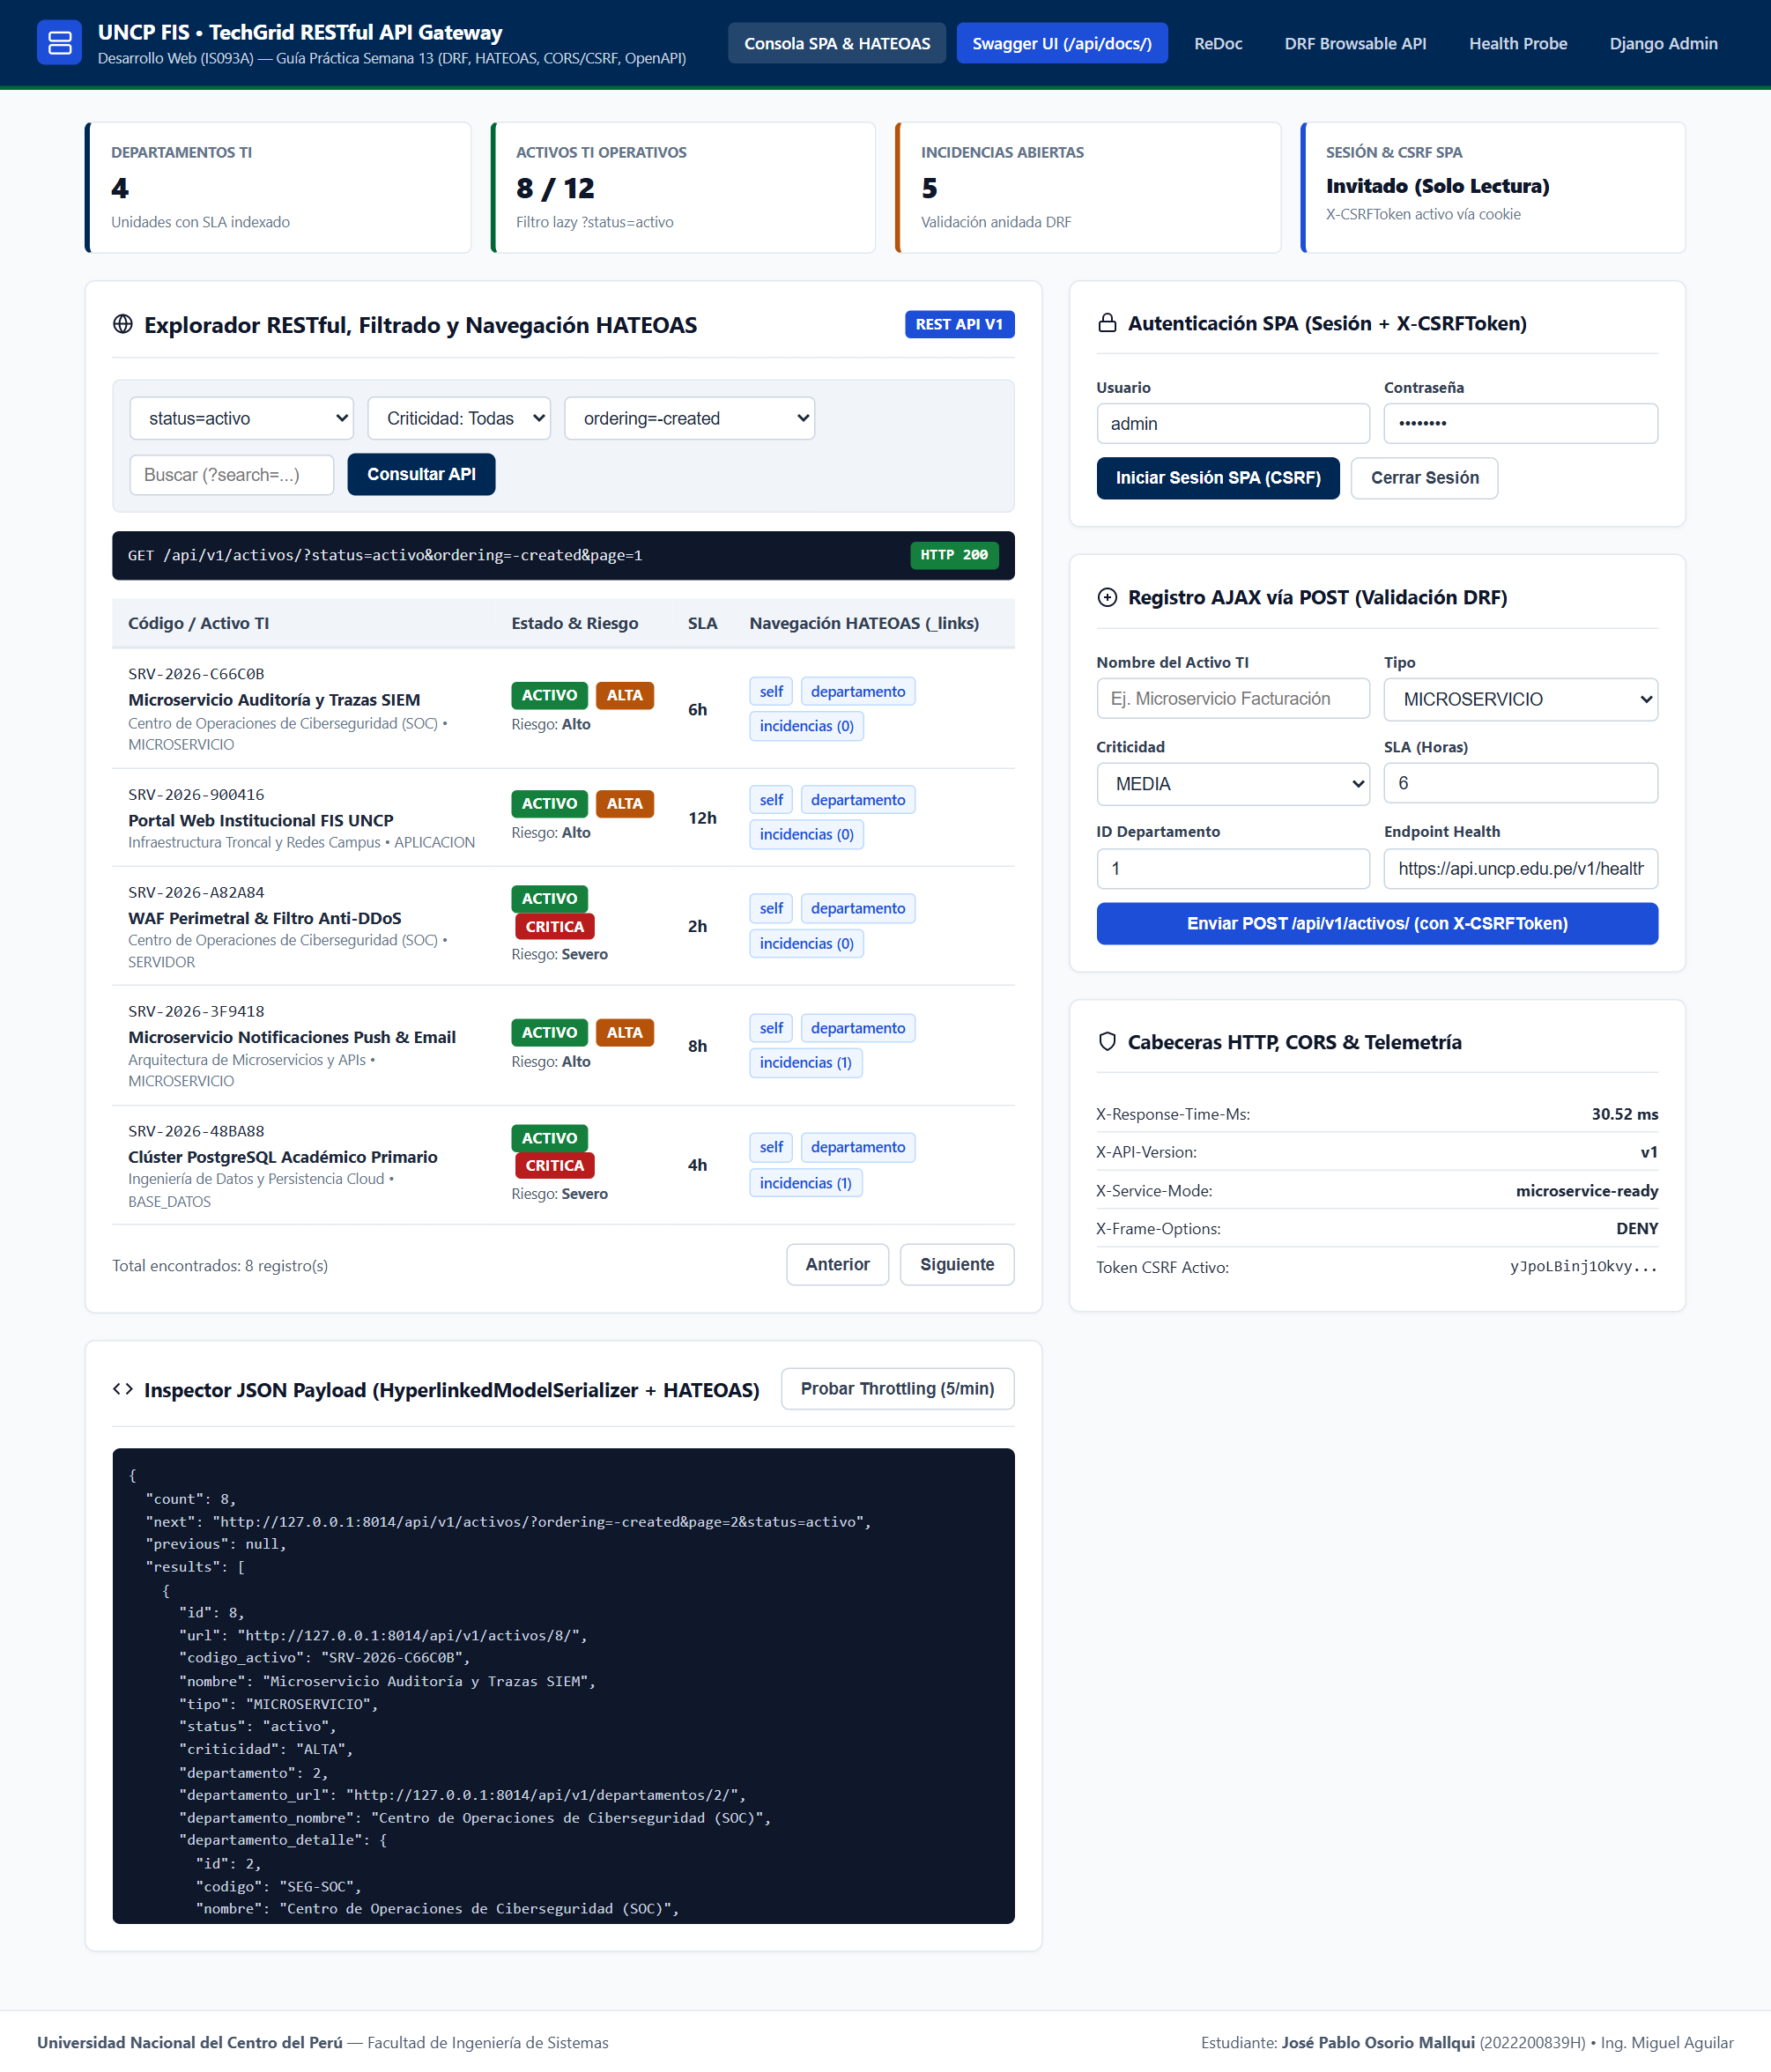 UNCP FIS • TechGrid RESTful API Gateway
Desarrollo Web (IS093A) — Guía Práctica Semana 13 (DRF, HATEOAS, CORS/CSRF, OpenAPI)
Consola SPA & HATEOAS
Swagger UI (/api/docs/)
ReDoc
DRF Browsable API
Health Probe
Django Admin
DEPARTAMENTOS TI
4
Unidades con SLA indexado
ACTIVOS TI OPERATIVOS
8 / 12
Filtro lazy ?status=activo
INCIDENCIAS ABIERTAS
5
Validación anidada DRF
SESIÓN & CSRF SPA
Invitado (Solo Lectura)
X-CSRFToken activo vía cookie
Explorador RESTful, Filtrado y Navegación HATEOAS
REST API V1
status=activo
Criticidad: Todas
ordering=-created
Buscar (?search=...)
Consultar API
GET /api/v1/activos/?status=activo&ordering=-created&page=1
HTTP 200
Código / Activo TI
Estado & Riesgo
SLA
Navegación HATEOAS (_links)
SRV-2026-C66C0B
Microservicio Auditoría y Trazas SIEM
Centro de Operaciones de Ciberseguridad (SOC) •
MICROSERVICIO
ACTIVO ALTA
Riesgo: Alto
6h
self departamento
incidencias (0)
SRV-2026-900416
Portal Web Institucional FIS UNCP
Infraestructura Troncal y Redes Campus • APLICACION
ACTIVO ALTA
Riesgo: Alto
12h
self departamento
incidencias (0)
SRV-2026-A82A84
WAF Perimetral & Filtro Anti-DDoS
Centro de Operaciones de Ciberseguridad (SOC) •
SERVIDOR
ACTIVO
CRITICA
Riesgo: Severo
2h
self departamento
incidencias (0)
SRV-2026-3F9418
Microservicio Notificaciones Push & Email
Arquitectura de Microservicios y APIs •
MICROSERVICIO
ACTIVO ALTA
Riesgo: Alto
8h
self departamento
incidencias (1)
SRV-2026-48BA88
Clúster PostgreSQL Académico Primario
Ingeniería de Datos y Persistencia Cloud •
BASE_DATOS
ACTIVO
CRITICA
Riesgo: Severo
4h
self departamento
incidencias (1)
Total encontrados: 8 registro(s)
Anterior
Siguiente
Autenticación SPA (Sesión + X-CSRFToken)
Usuario
Contraseña
admin
••••••••
Iniciar Sesión SPA (CSRF)
Cerrar Sesión
Registro AJAX vía POST (Validación DRF)
Nombre del Activo TI
Tipo
Ej. Microservicio Facturación
MICROSERVICIO
Criticidad
SLA (Horas)
MEDIA
6
ID Departamento
Endpoint Health
1
https://api.uncp.edu.pe/v1/health
Enviar POST /api/v1/activos/ (con X-CSRFToken)
Cabeceras HTTP, CORS & Telemetría
X-Response-Time-Ms: 30.52 ms
X-API-Version: v1
X-Service-Mode: microservice-ready
X-Frame-Options: DENY
Token CSRF Activo: yJpoLBinj1Okvy...
Inspector JSON Payload (HyperlinkedModelSerializer + HATEOAS)
Probar Throttling (5/min)
{
"count": 8,
"next": "http://127.0.0.1:8014/api/v1/activos/?ordering=-created&page=2&status=activo",
"previous": null,
"results": [
{
"id": 8,
"url": "http://127.0.0.1:8014/api/v1/activos/8/",
"codigo_activo": "SRV-2026-C66C0B",
"nombre": "Microservicio Auditoría y Trazas SIEM",
"tipo": "MICROSERVICIO",
"status": "activo",
"criticidad": "ALTA",
"departamento": 2,
"departamento_url": "http://127.0.0.1:8014/api/v1/departamentos/2/",
"departamento_nombre": "Centro de Operaciones de Ciberseguridad (SOC)",
"departamento_detalle": {
"id": 2,
"codigo": "SEG-SOC",
"nombre": "Centro de Operaciones de Ciberseguridad (SOC)",
Universidad Nacional del Centro del Perú — Facultad de Ingeniería de Sistemas
Estudiante: José Pablo Osorio Mallqui (2022200839H) • Ing. Miguel Aguilar